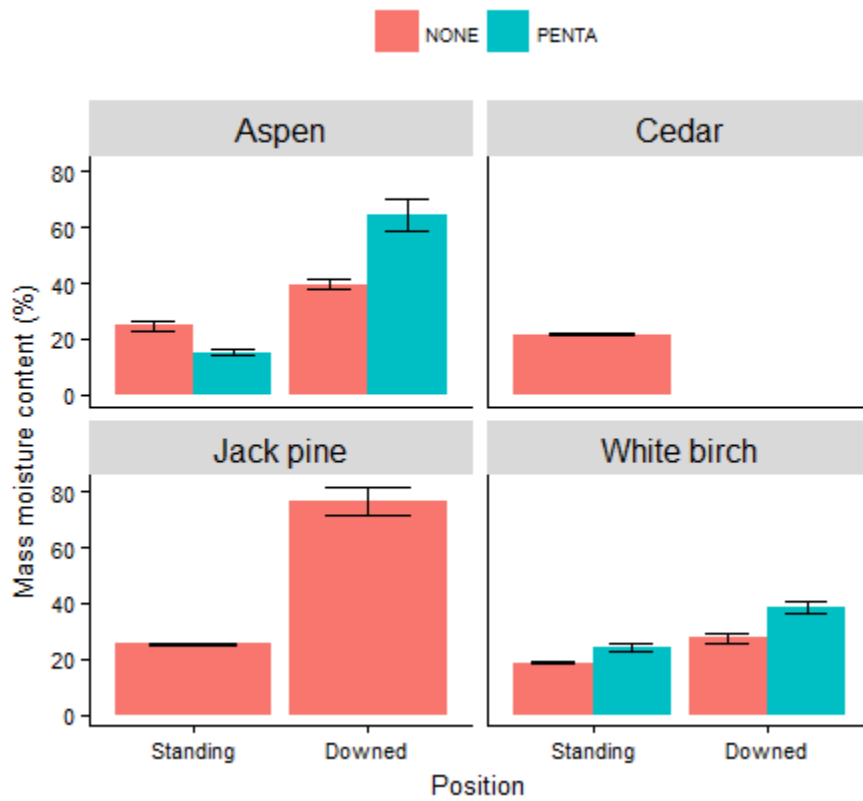 NONE PENTA
Aspen Cedar
80
60
40
20
0
Jack pine White birch
80
60
40
20
0
Mass moisture content (%)
Standing Downed Standing Downed
Position